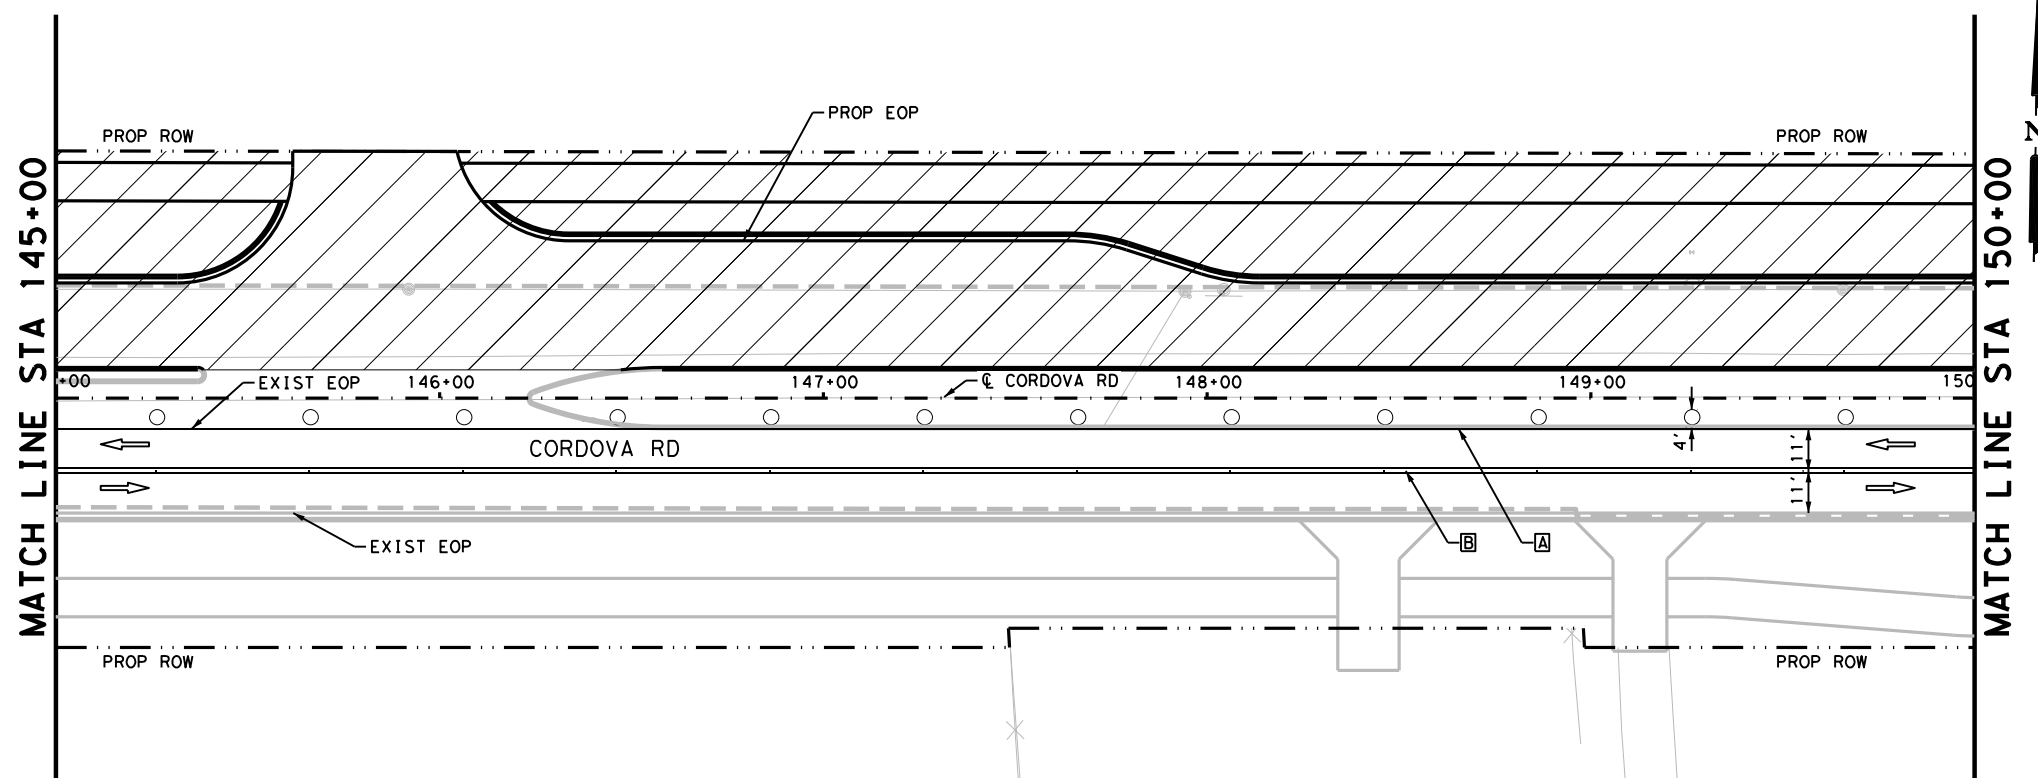 PROP EOP
PROP ROW
PROP ROW
N
MATCH LINE STA 145+00
MATCH LINE STA 150+00
+00
EXIST EOP
146+00
147+00
℄ CORDOVA RD
148+00
149+00
150
CORDOVA RD
4'
11'
11'
EXIST EOP
B
A
PROP ROW
PROP ROW